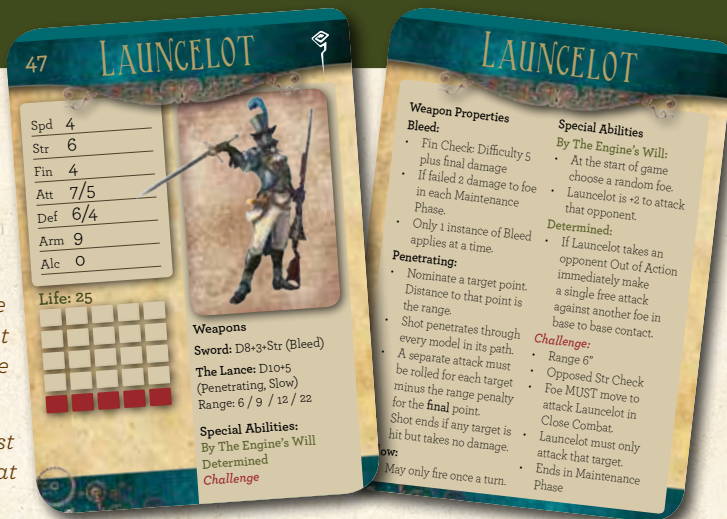 47
LAUNCELOT
Spd 4
Str 6
Fin 4
Att 7/5
Def 6/4
Arm 9
Alc 0
Life: 25
Weapons
Sword: D8+3+Str (Bleed)
The Lance: D10+5
(Penetrating, Slow)
Range: 6 / 9 / 12 / 22
Special Abilities:
By The Engine's Will
Determined
Challenge
LAUNCELOT
Weapon Properties
Bleed:
• Fin Check: Difficulty 5
plus final damage
• If failed 2 damage to foe
in each Maintenance
Phase.
• Only 1 instance of Bleed
applies at a time.
Penetrating:
• Nominate a target point.
Distance to that point is
the range.
• Shot penetrates through
every model in its path.
• A separate attack must
be rolled for each target
minus the range penalty
for the final point.
Shot ends if any target is
hit but takes no damage.
ow:
May only fire once a turn.
Special Abilities
By The Engine's Will:
• At the start of game
choose a random foe.
• Launcelot is +2 to attack
that opponent.
Determined:
• If Launcelot takes an
opponent Out of Action
immediately make
a single free attack
against another foe in
base to base contact.
Challenge:
• Range 6"
• Opposed Str Check
• Foe MUST move to
attack Launcelot in
Close Combat.
• Launcelot must only
attack that target.
• Ends in Maintenance
Phase